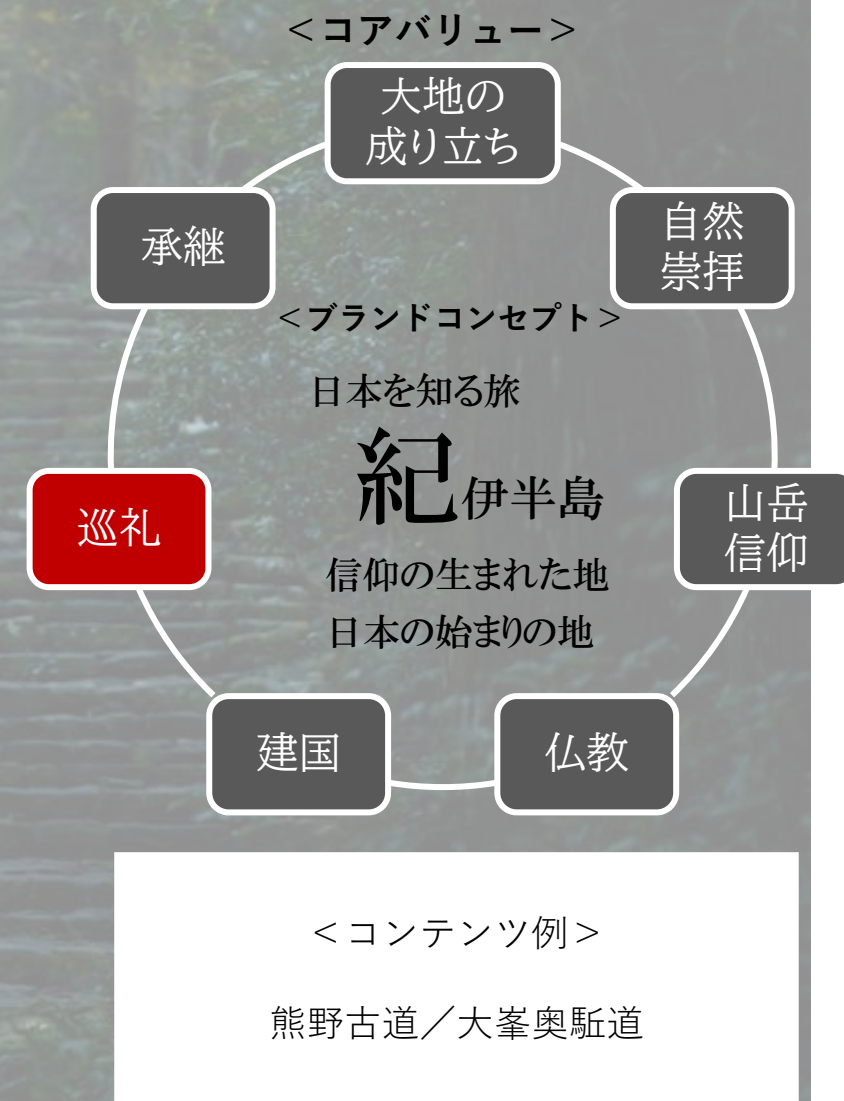 ＜コアバリュー＞
大地の
成り立ち
自然
崇拝
承継
＜ブランドコンセプト＞
日本を知る旅
紀伊半島
信仰の生まれた地
日本の始まりの地
巡礼
山岳
信仰
建国
仏教
＜コンテンツ例＞
熊野古道／大峯奥駈道